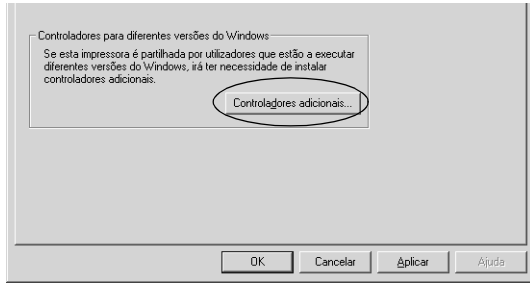 Controladores para diferentes versões do Windows
Se esta impressora é partilhada por utilizadores que estão a executar
diferentes versões do Windows, irá ter necessidade de instalar
controladores adicionais.
Controladores adicionais...
OK Cancelar Aplicar Ajuda